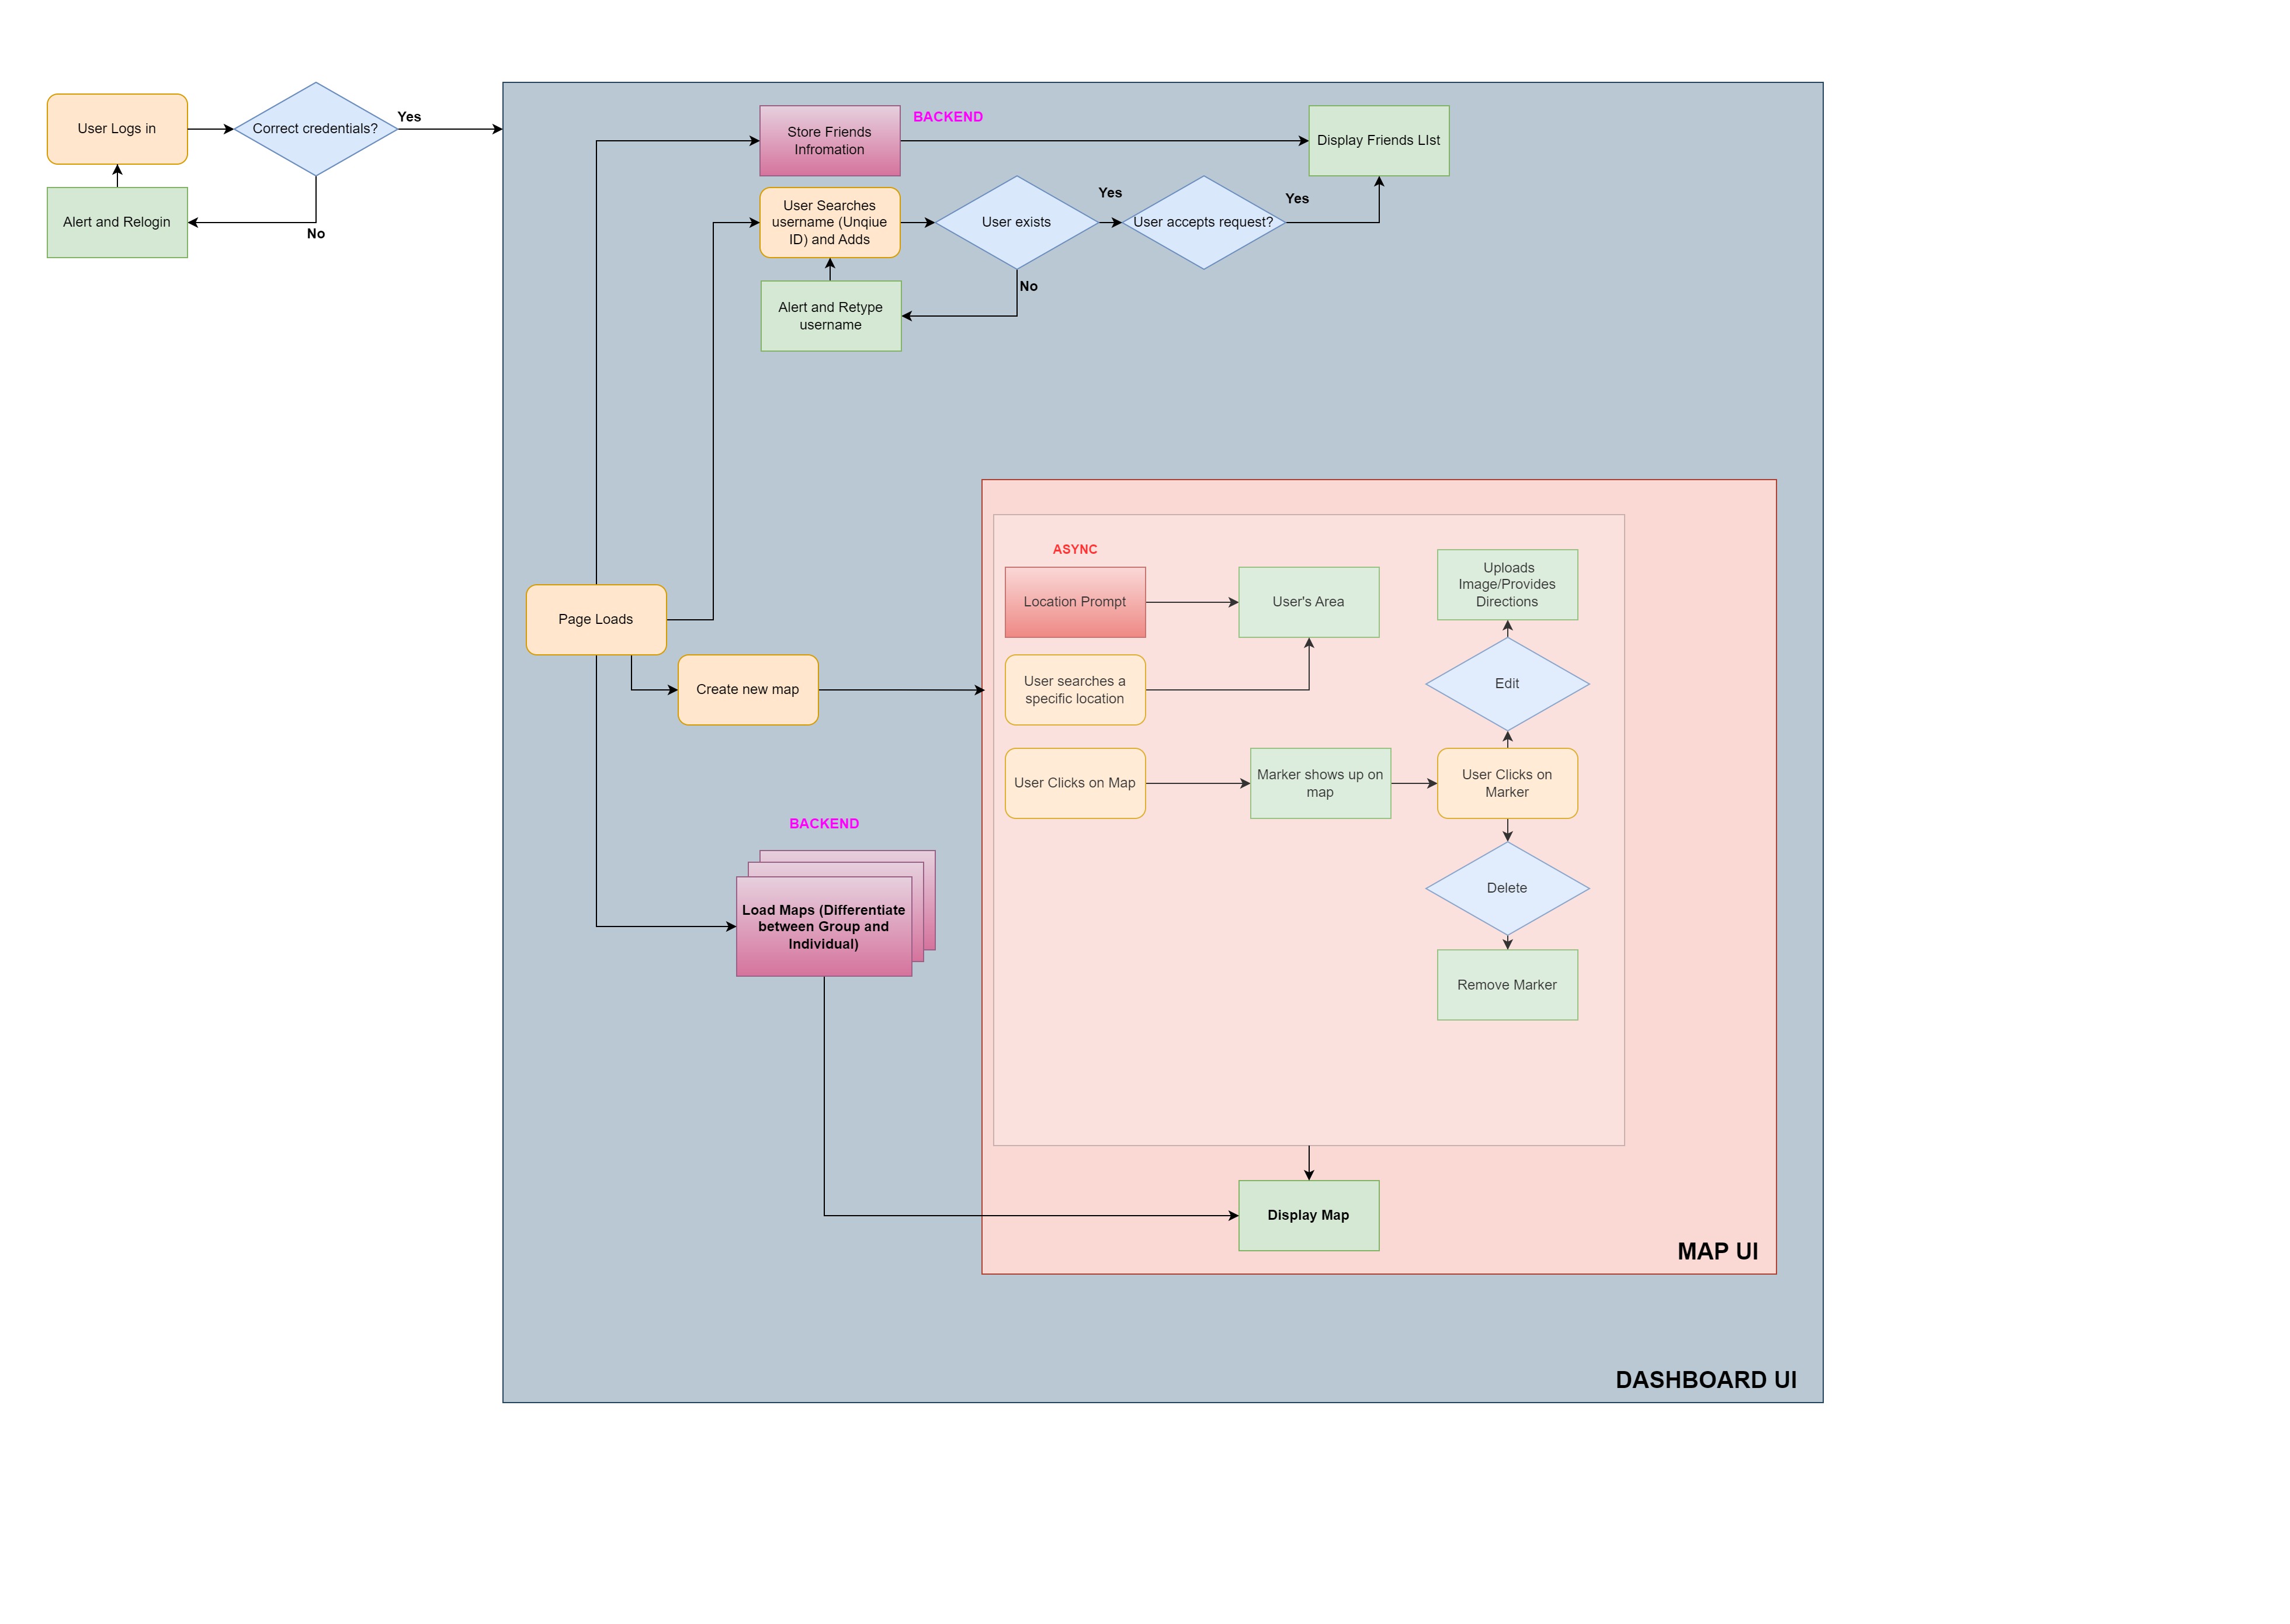 User Logs in
Correct credentials?
Yes
Alert and Relogin
No
Store Friends
Infromation
BACKEND
Display Friends LIst
User Searches
username (Unqiue
ID) and Adds
User exists
Yes
User accepts request?
Yes
No
Alert and Retype
username
Page Loads
Create new map
ASYNC
Location Prompt
User's Area
Uploads
Image/Provides
Directions
User searches a
specific location
Edit
User Clicks on Map
Marker shows up on
map
User Clicks on
Marker
BACKEND
Load Maps (Differentiate
between Group and
Individual)
Delete
Remove Marker
Display Map
MAP UI
DASHBOARD UI